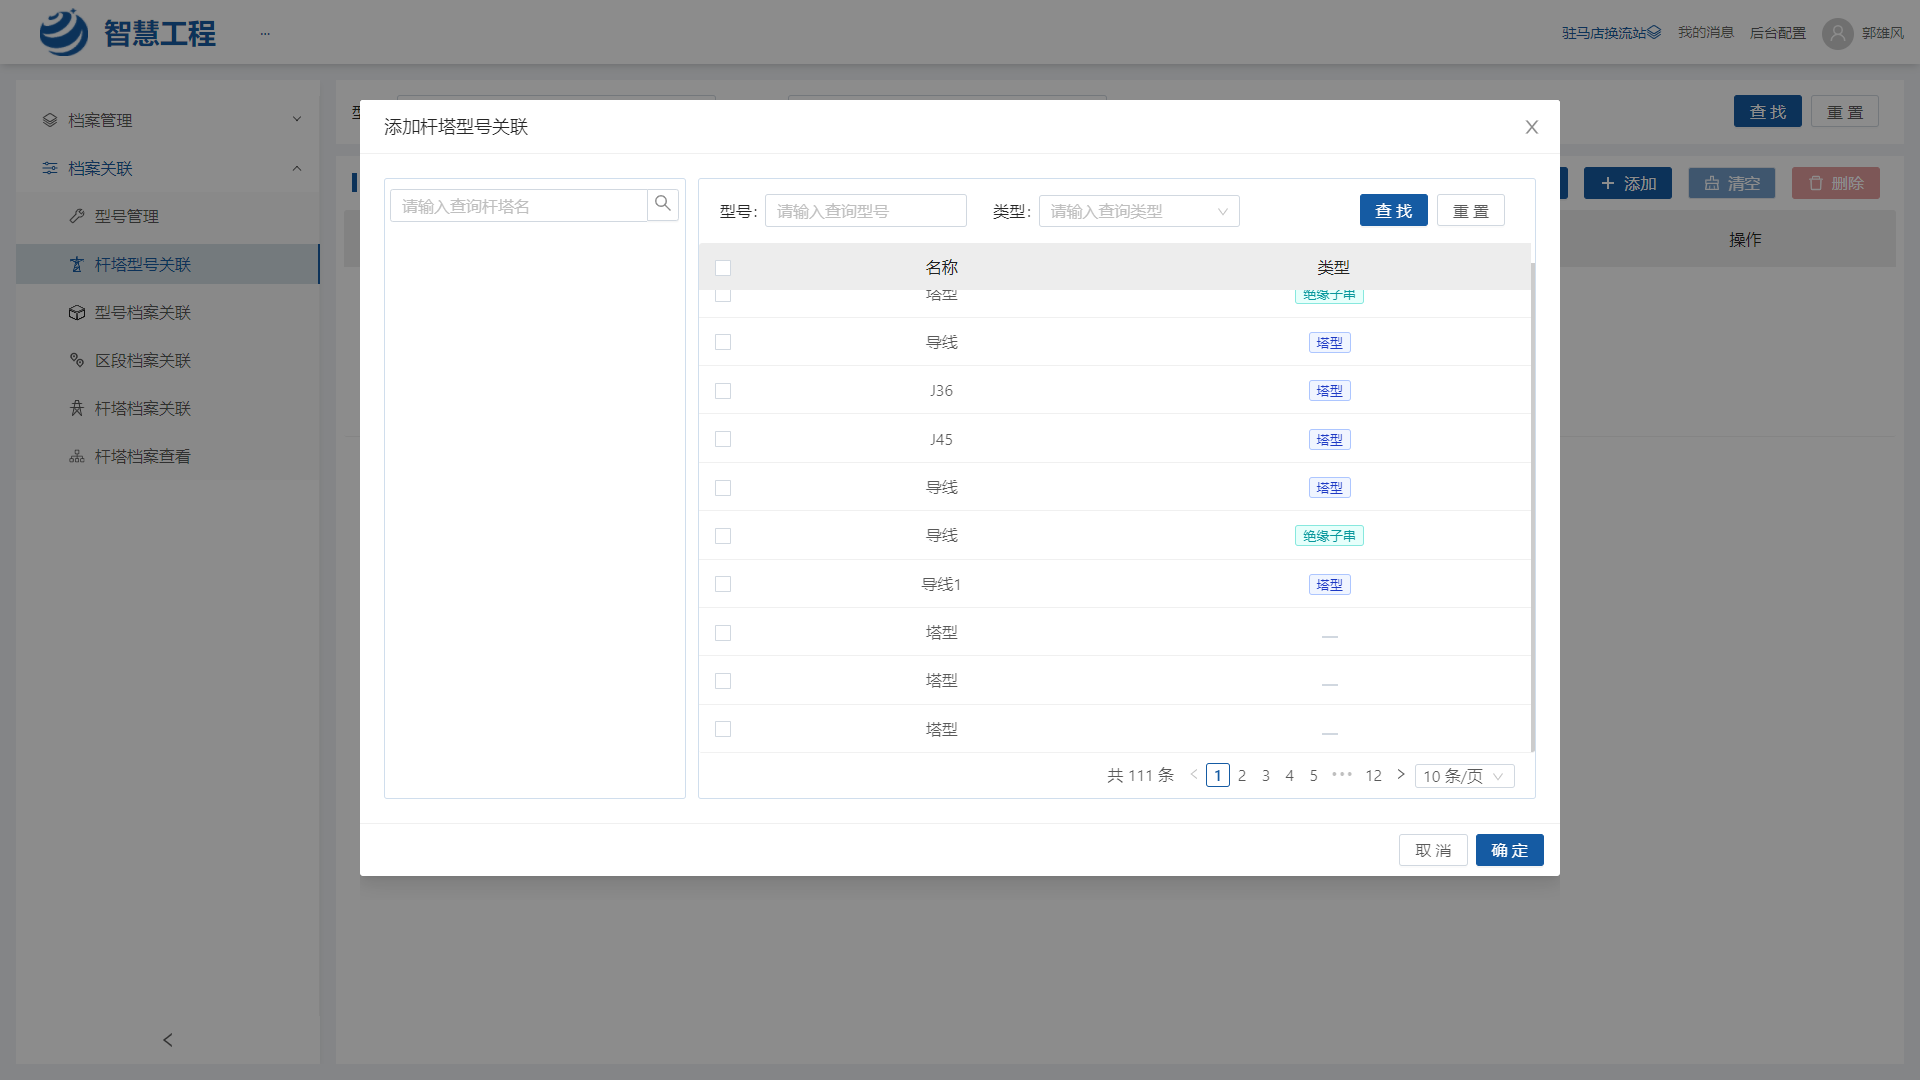 智慧工程
...
驻马店换流站
我的消息
后台配置
郭雄风
档案管理
档案关联
型号管理
杆塔型号关联
型号档案关联
区段档案关联
杆塔档案关联
杆塔档案查看
查 找
重 置
添加
清空
删除
操作
添加杆塔型号关联
请输入查询杆塔名
型号:
请输入查询型号
类型:
请输入查询类型
查 找
重 置
名称 类型
塔型 绝缘子串
导线 塔型
J36 塔型
J45 塔型
导线 塔型
导线 绝缘子串
导线1 塔型
塔型 —
塔型 —
塔型 —
共 111 条 1 2 3 4 5 ••• 12 10 条/页
取 消
确 定